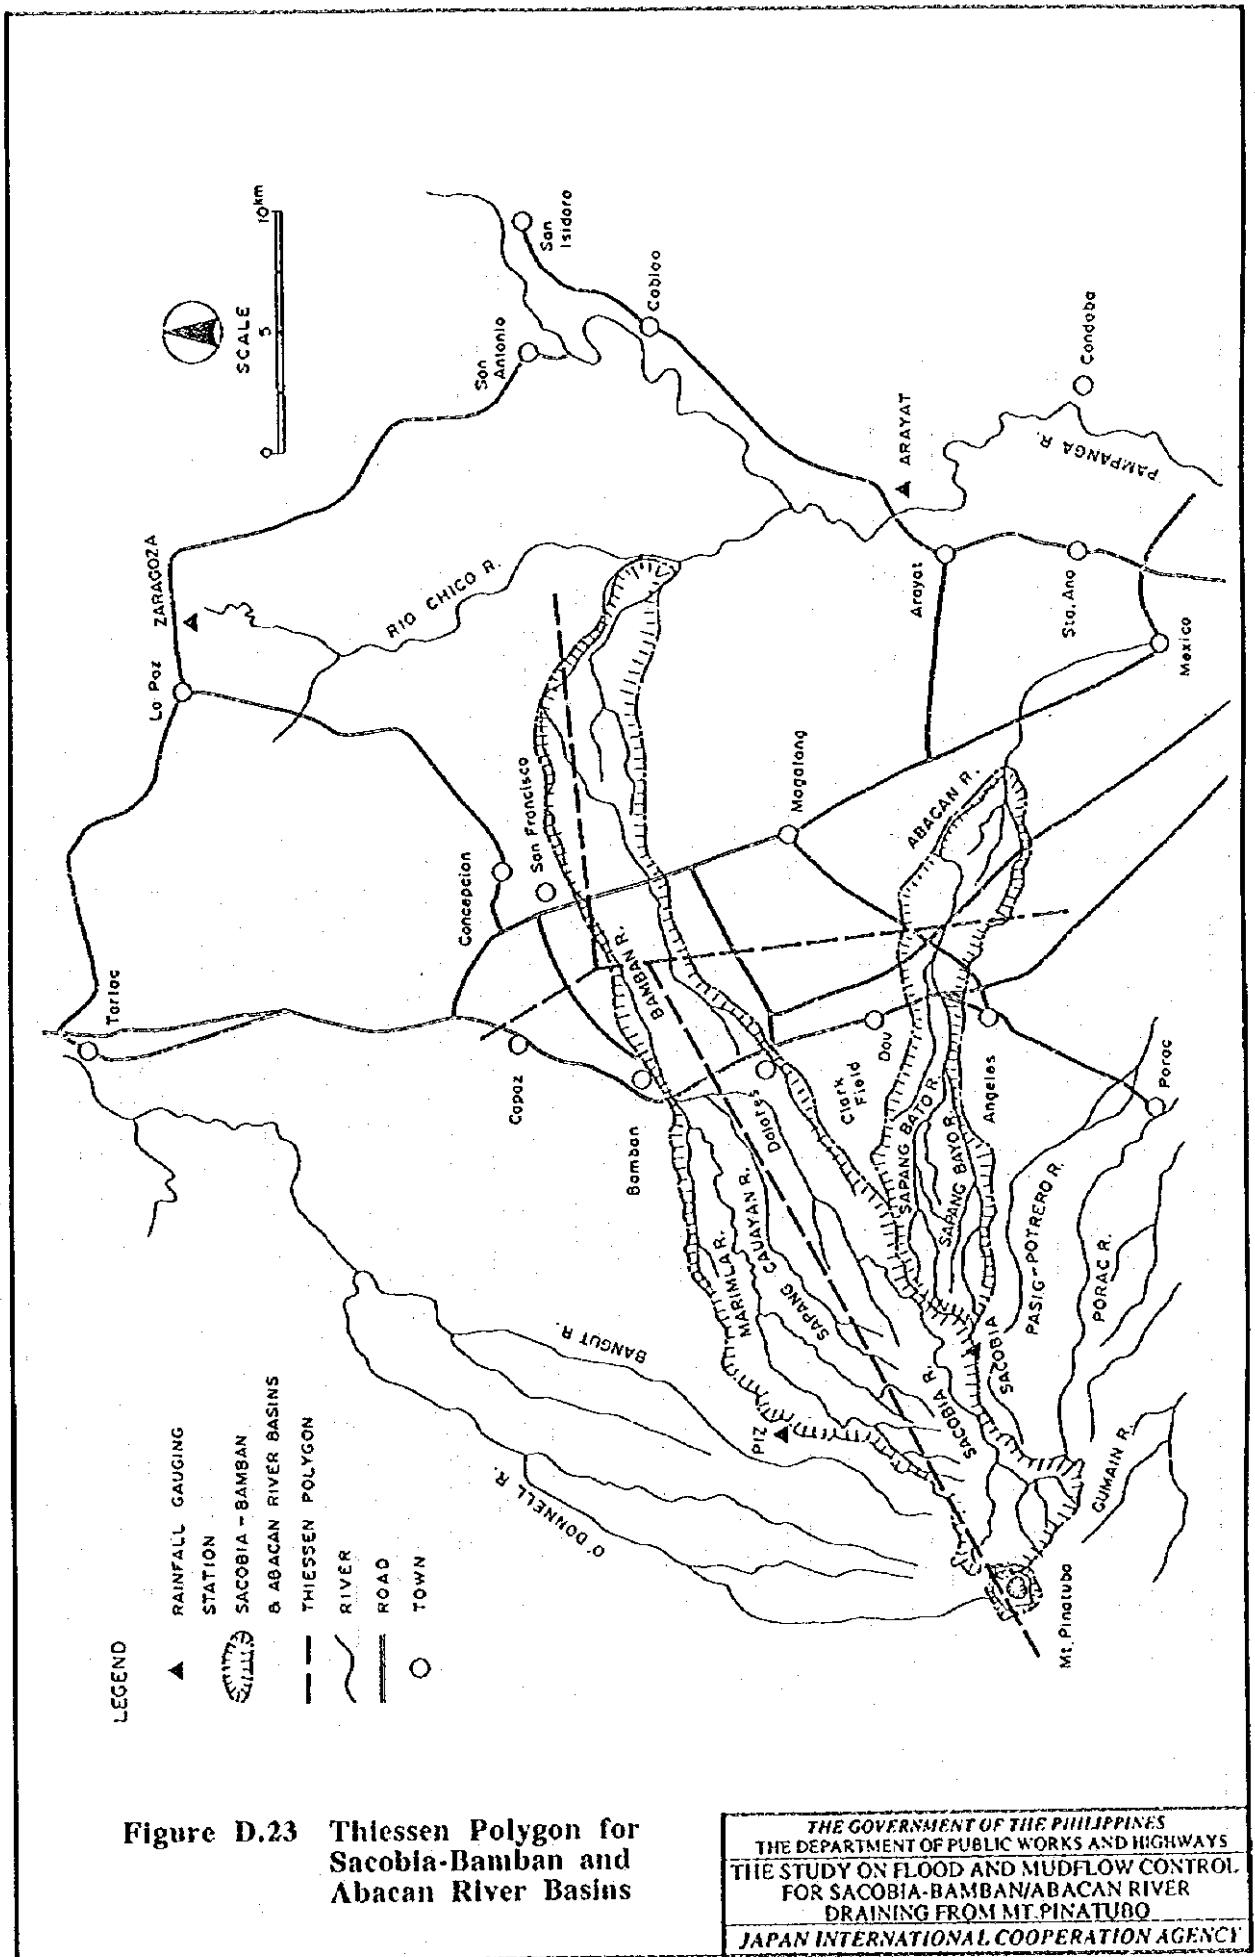 LEGEND
RAINFALL GAUGING
STATION
SACOBIA - BAMBAN
& ABACAN RIVER BASINS
THIESSEN POLYGON
RIVER
ROAD
TOWN
SCALE
0 5 10km
Tarlac
La Paz
ZARAGOZA
San
Antonio
San
Isidoro
Cabiao
Concepcion
San Francisco
RIO CHICO R.
Capaz
Bamban
BAMBAN R.
Magalang
ARAYAT
Arayat
Candaba
PAMPANGA R.
Sta. Ana
Mexico
ABACAN R.
Dolores
Clark
Field
Dau
Angeles
Porac
SAPANG BATO R.
SAPANG BAYO R.
MARIMLA R.
SAPANG CAUAYAN R.
BANGUT R.
O'DONNELL R.
PIZ
SACOBIA R.
SACOBIA
PASIG-POTRERO R.
PORAC R.
GUMAIN R.
Mt. Pinatubo
Figure D.23 Thiessen Polygon for
Sacobia-Bamban and
Abacan River Basins
THE GOVERNMENT OF THE PHILIPPINES
THE DEPARTMENT OF PUBLIC WORKS AND HIGHWAYS
THE STUDY ON FLOOD AND MUDFLOW CONTROL
FOR SACOBIA-BAMBAN/ABACAN RIVER
DRAINING FROM MT.PINATUBO
JAPAN INTERNATIONAL COOPERATION AGENCY